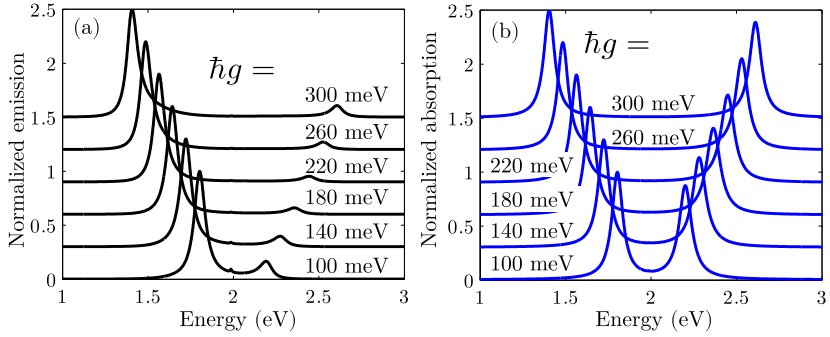 (a)
ħg =
300 meV
260 meV
220 meV
180 meV
140 meV
100 meV
2.5
2
1.5
1
0.5
0
1
1.5
2
2.5
3
Normalized emission
Energy (eV)
(b)
ħg =
300 meV
260 meV
220 meV
180 meV
140 meV
100 meV
2.5
2
1.5
1
0.5
0
1
1.5
2
2.5
3
Normalized absorption
Energy (eV)